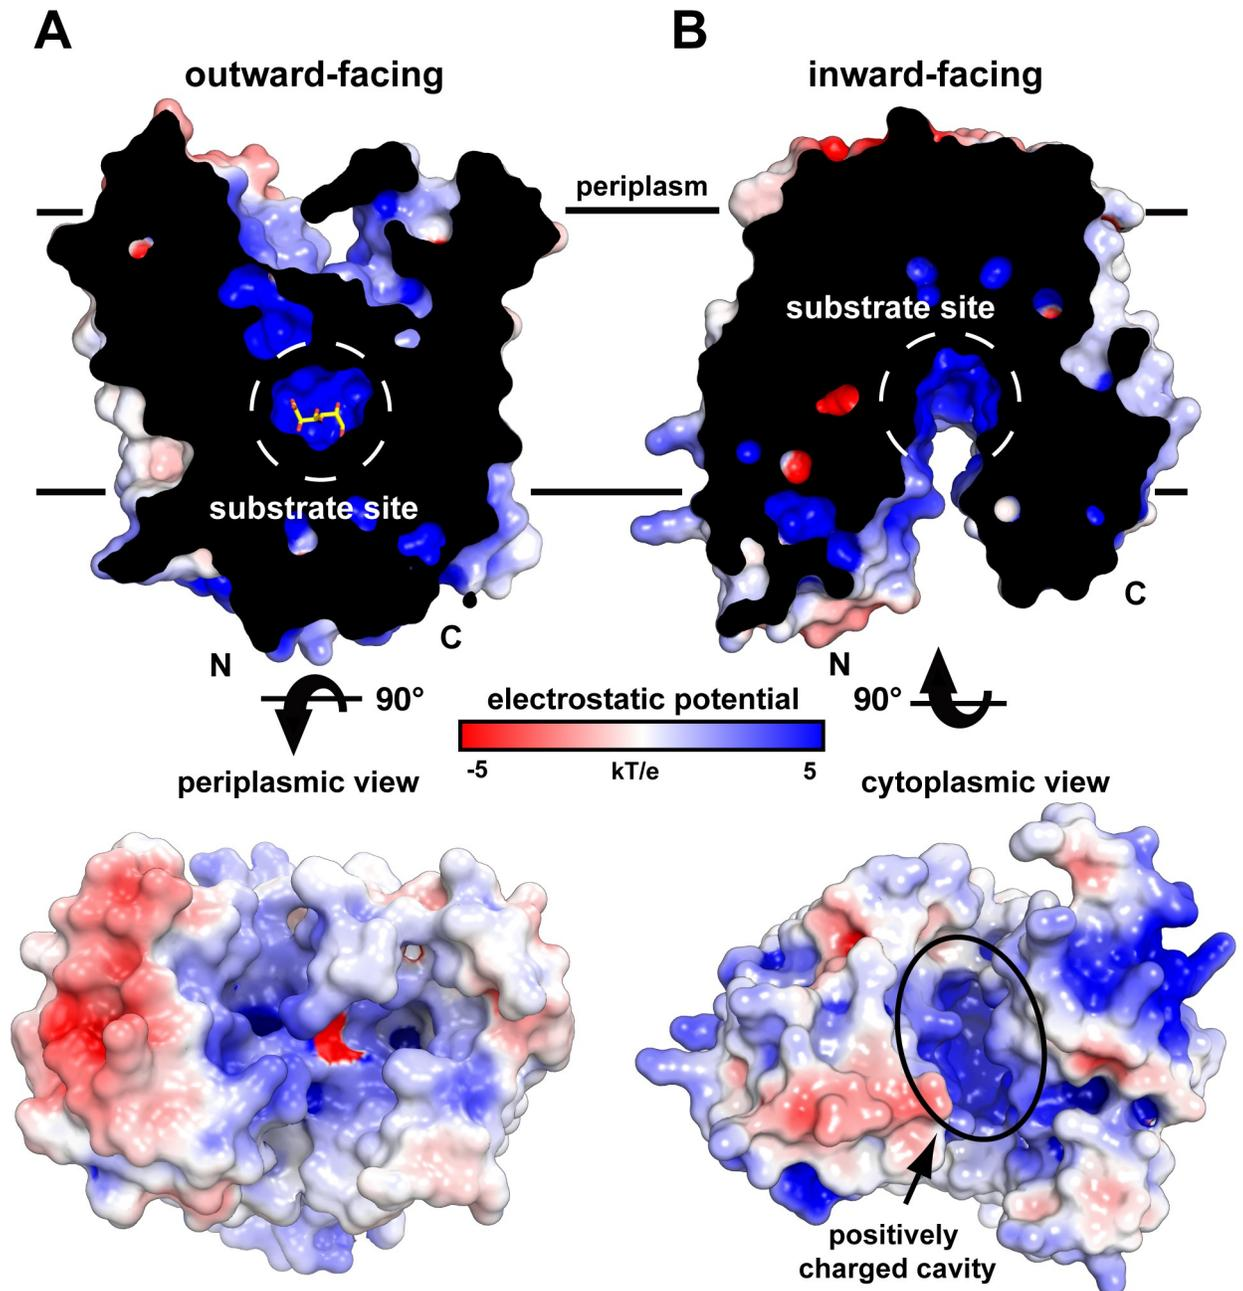 A
B
outward-facing
inward-facing
periplasm
substrate site
substrate site
C
C
N
N
90°
electrostatic potential
90°
-5
kT/e
5
periplasmic view
cytoplasmic view
positively
charged cavity